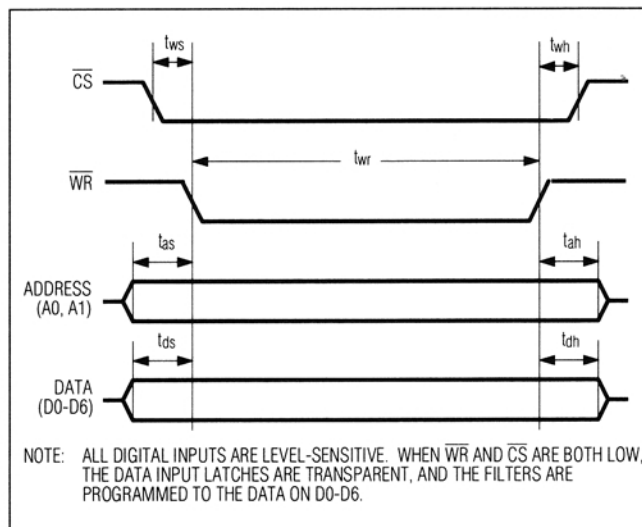 tws
twh
CS
twr
WR
tas
tah
ADDRESS
(A0, A1)
tds
tdh
DATA
(D0-D6)
NOTE: ALL DIGITAL INPUTS ARE LEVEL-SENSITIVE. WHEN WR AND CS ARE BOTH LOW,
THE DATA INPUT LATCHES ARE TRANSPARENT, AND THE FILTERS ARE
PROGRAMMED TO THE DATA ON D0-D6.